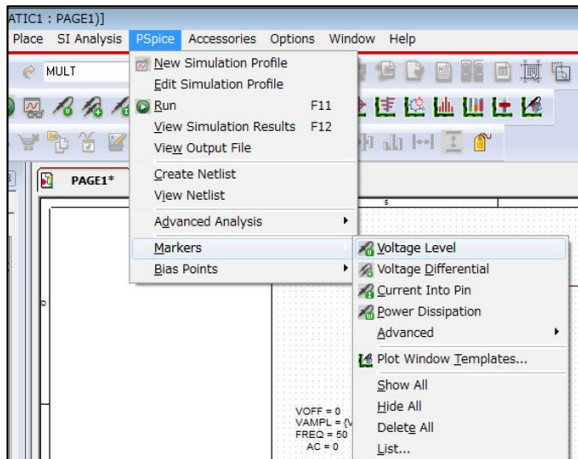 ATIC1 : PAGE1)]
Place SI Analysis PSpice Accessories Options Window Help
MULT
New Simulation Profile
Edit Simulation Profile
Run F11
View Simulation Results F12
View Output File
PAGE1*
Create Netlist
View Netlist
5
Advanced Analysis
Markers
Bias Points
Voltage Level
Voltage Differential
Current Into Pin
Power Dissipation
Advanced
Plot Window Templates...
Show All
Hide All
Delete All
List...
VOFF = 0
VAMPL = {V
FREQ = 50
AC = 0